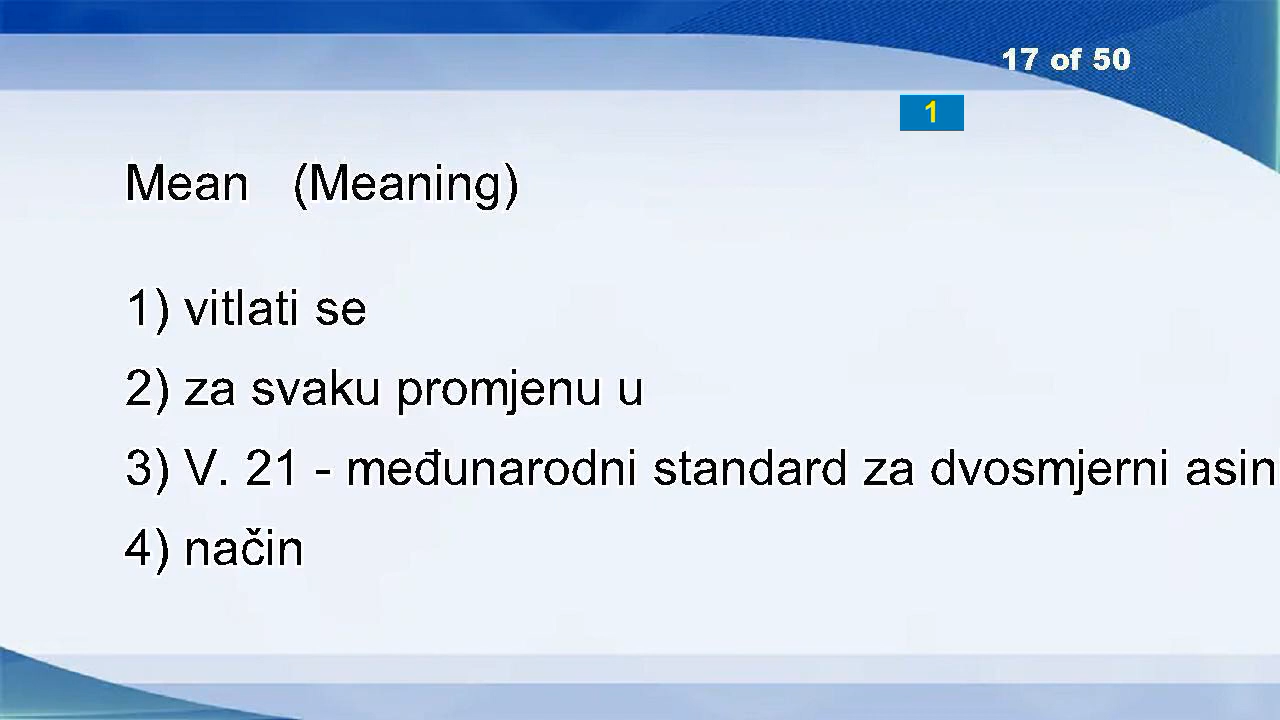 17 of 50
1
Mean (Meaning)
1) vitlati se
2) za svaku promjenu u
3) V. 21 - međunarodni standard za dvosmjerni asin
4) način